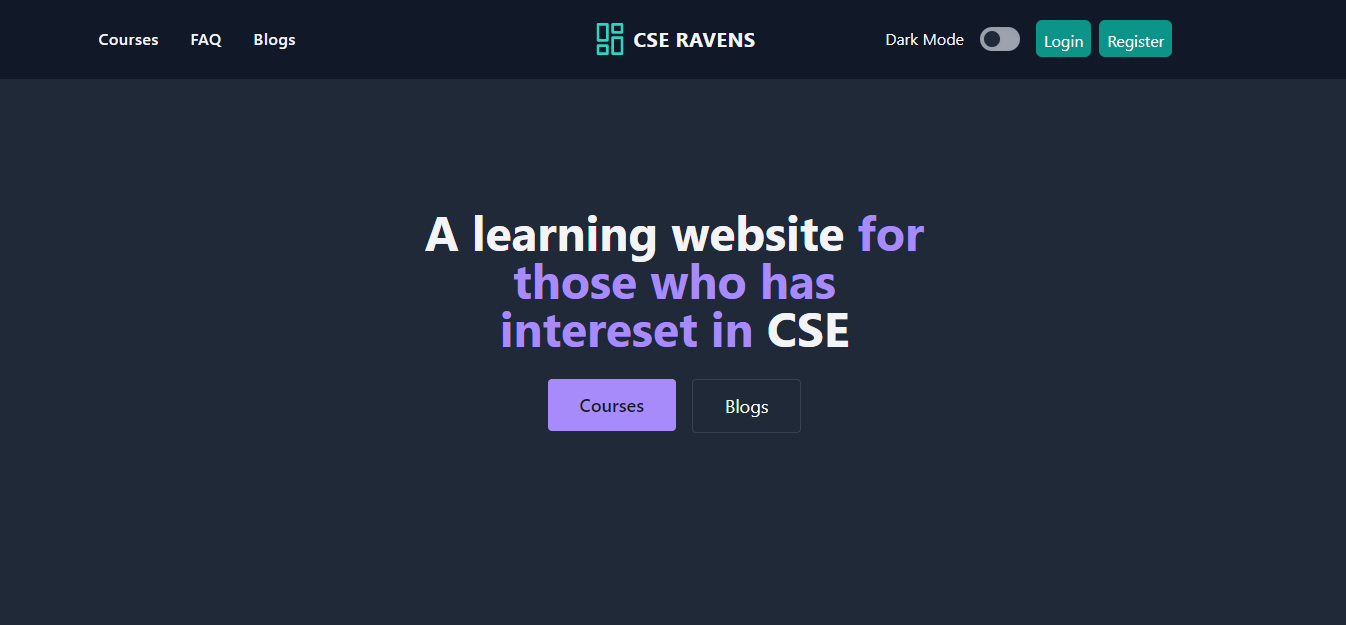 Courses FAQ Blogs CSE RAVENS Dark Mode Login Register
A learning website for
those who has
intereset in CSE
Courses Blogs